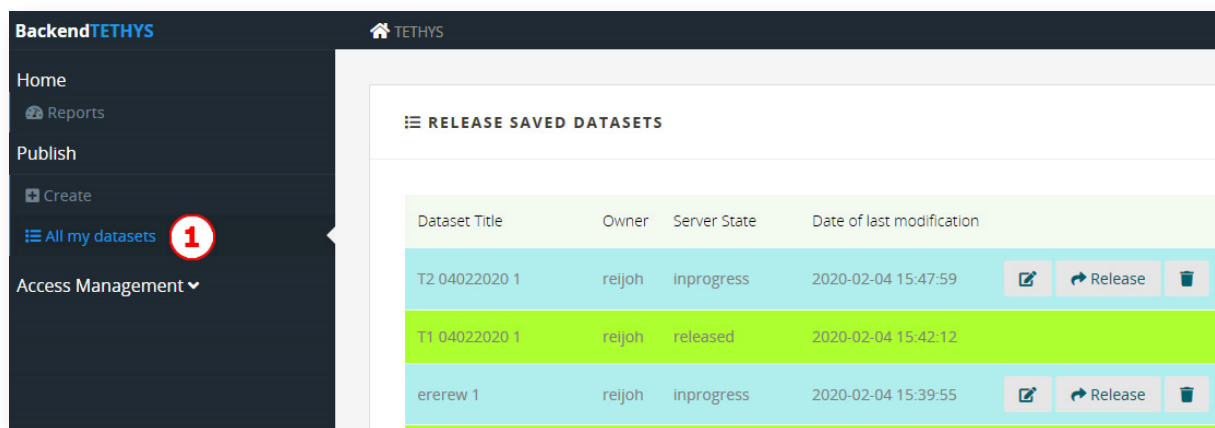 BackendTETHYS
TETHYS
Home
Reports
Publish
Create
All my datasets 1
Access Management
RELEASE SAVED DATASETS
Dataset Title Owner Server State Date of last modification
T2 04022020 1 reijoh inprogress 2020-02-04 15:47:59 Release
T1 04022020 1 reijoh released 2020-02-04 15:42:12
ererew 1 reijoh inprogress 2020-02-04 15:39:55 Release